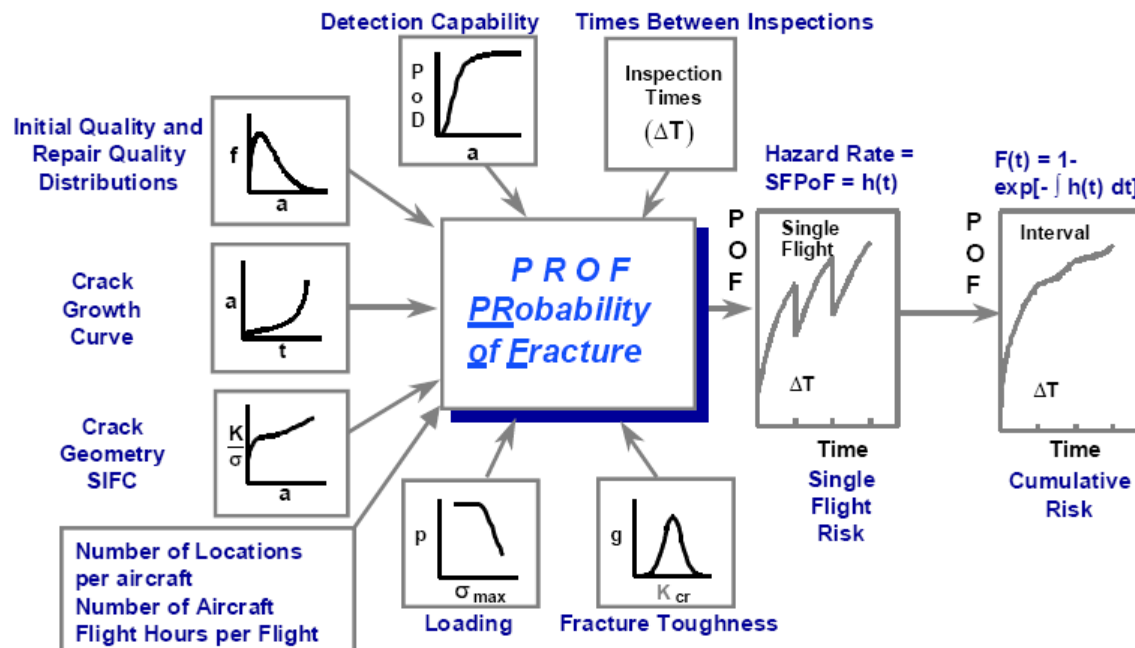 Detection Capability
Times Between Inspections
P
o
D
a
Inspection
Times
(ΔT)
Initial Quality and
Repair Quality
Distributions
f
a
Hazard Rate =
SFPoF = h(t)
F(t) = 1-
exp[- ∫ h(t) dt]
Crack
Growth
Curve
a
t
P R O F
PRobability
of Fracture
P
O
F
Single
Flight
ΔT
Time
Single
Flight
Risk
P
O
F
Interval
ΔT
Time
Cumulative
Risk
Crack
Geometry
SIFC
K
σ
a
Number of Locations
per aircraft
Number of Aircraft
Flight Hours per Flight
p
σ max
Loading
g
K cr
Fracture Toughness